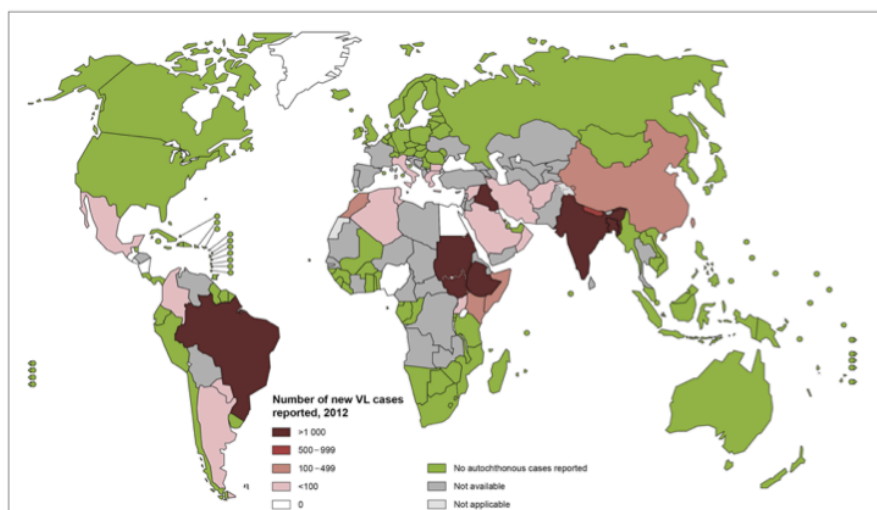 Number of new VL cases
reported, 2012
>1 000
500–999
100–499
<100
0
No autochthonous cases reported
Not available
Not applicable